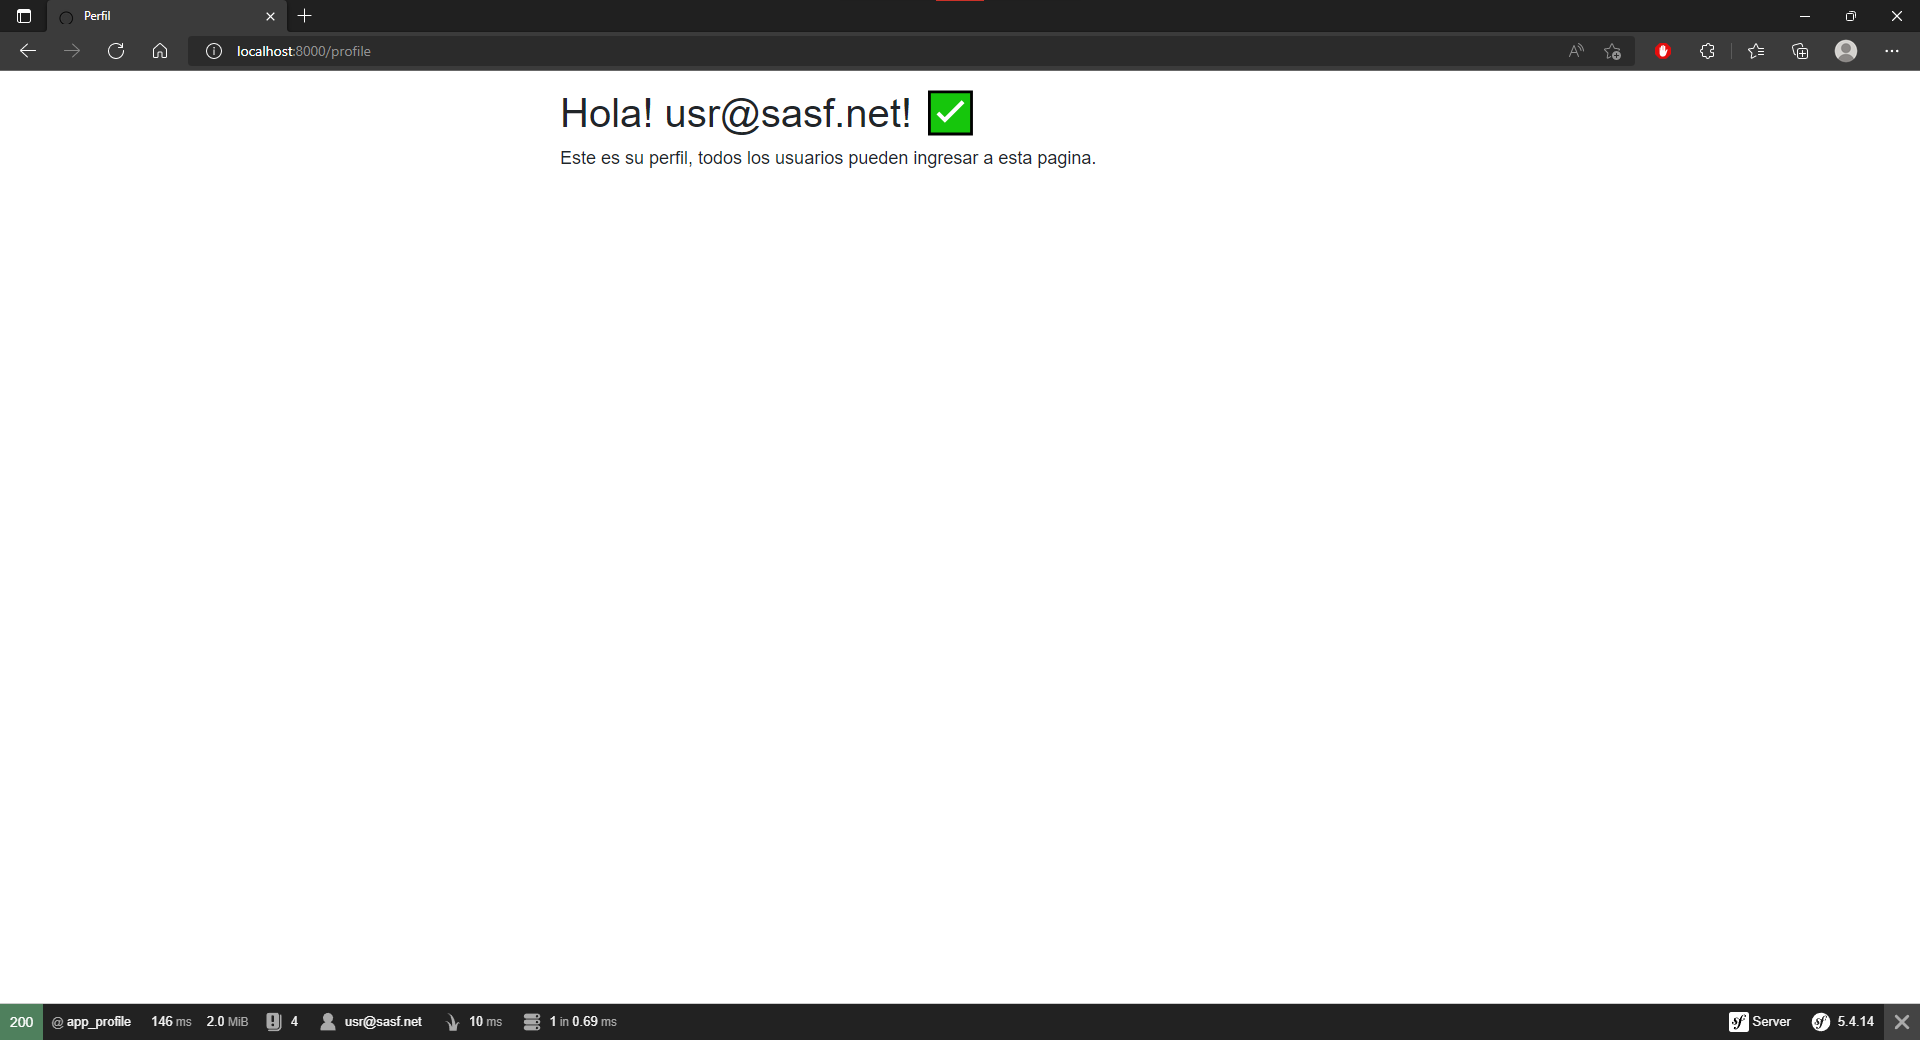 Perfil
localhost:8000/profile
Hola! usr@sasf.net!
Este es su perfil, todos los usuarios pueden ingresar a esta pagina.
200 @ app_profile 146 ms 2.0 MiB 4 usr@sasf.net 10 ms 1 in 0.69 ms sf Server sf 5.4.14